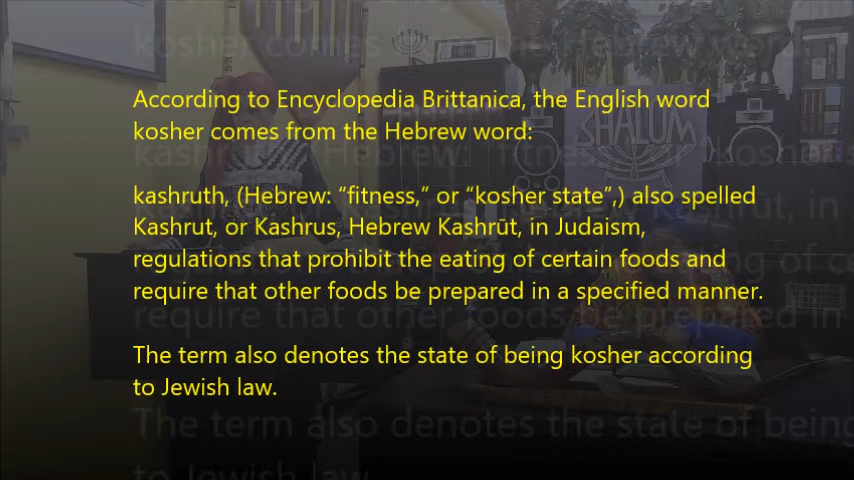 According to Encyclopedia Brittanica, the English word
kosher comes from the Hebrew word:
kashruth, (Hebrew: “fitness,” or “kosher state”,) also spelled
Kashrut, or Kashrus, Hebrew Kashrūt, in Judaism,
regulations that prohibit the eating of certain foods and
require that other foods be prepared in a specified manner.
The term also denotes the state of being kosher according
to Jewish law.
SHALOM